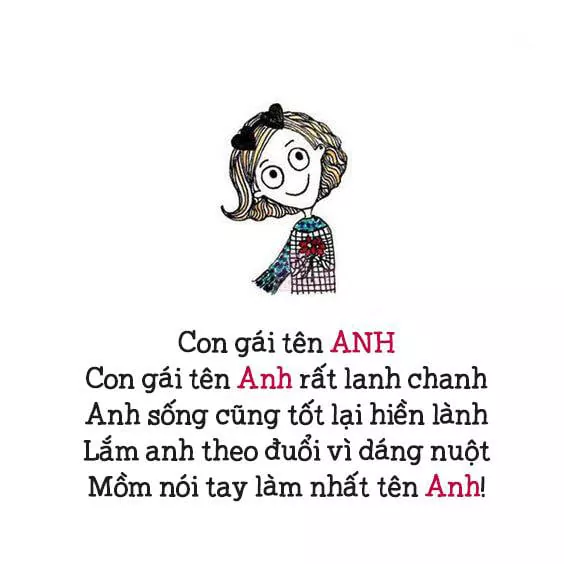 Con gái tên ANH
Con gái tên Anh rất lanh chanh
Anh sống cũng tốt lại hiền lành
Lắm anh theo đuổi vì dáng nuột
Mồm nói tay làm nhất tên Anh!